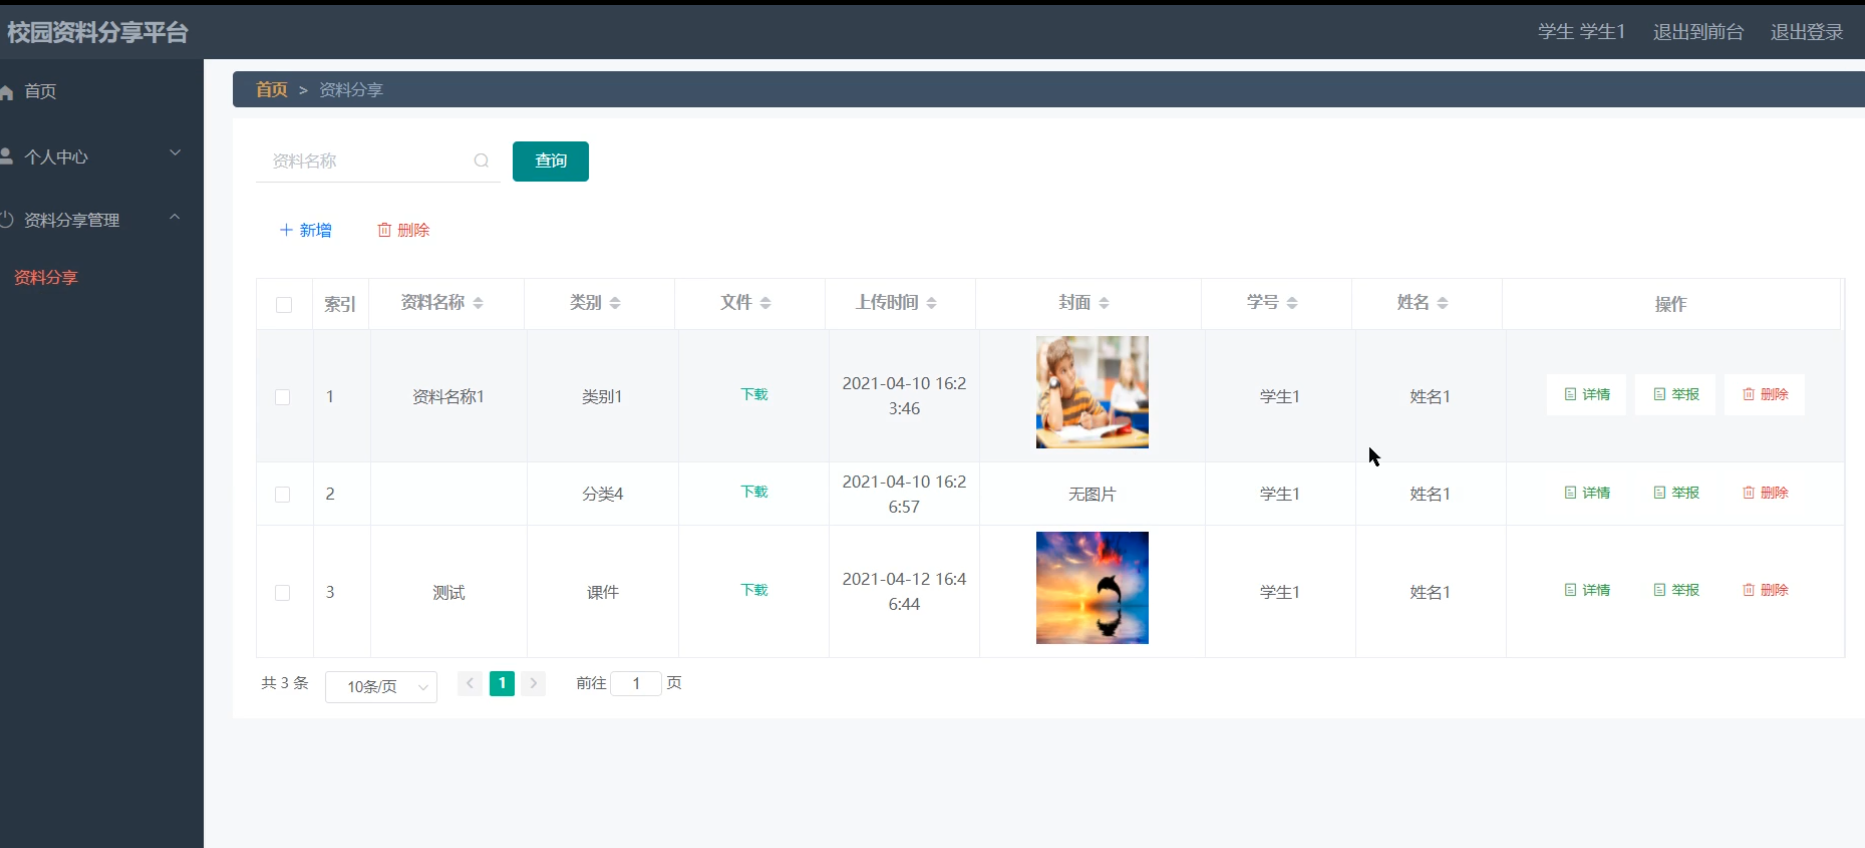 校园资料分享平台
学生 学生1 退出到前台 退出登录
首页
个人中心
资料分享管理
资料分享
首页 > 资料分享
资料名称
查询
新增 删除
索引 资料名称 类别 文件 上传时间 封面 学号 姓名 操作
1 资料名称1 类别1 下载 2021-04-10 16:2
3:46
学生1 姓名1 详情 举报 删除
2 分类4 下载 2021-04-10 16:2
6:57
无图片 学生1 姓名1 详情 举报 删除
3 测试 课件 下载 2021-04-12 16:4
6:44
学生1 姓名1 详情 举报 删除
共 3 条 10条/页 < 1 > 前往 1 页